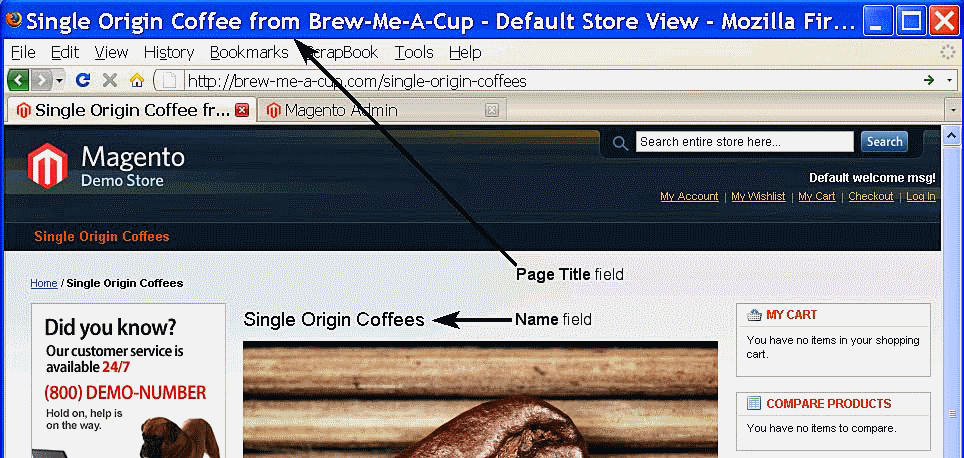 Single Origin Coffee from Brew-Me-A-Cup - Default Store View - Mozilla Fir...
File Edit View History Bookmarks ScrapBook Tools Help
http://brew-me-a-cup.com/single-origin-coffees
Single Origin Coffee fr... Magento Admin
Search entire store here... Search
Magento
Demo Store
Default welcome msg!
My Account | My Wishlist | My Cart | Checkout | Log In
Single Origin Coffees
Page Title field
Home / Single Origin Coffees
Did you know?
Our customer service is
available 24/7
(800) DEMO-NUMBER
Hold on, help is
on the way.
Single Origin Coffees
Name field
MY CART
You have no items in your shopping
cart.
COMPARE PRODUCTS
You have no items to compare.